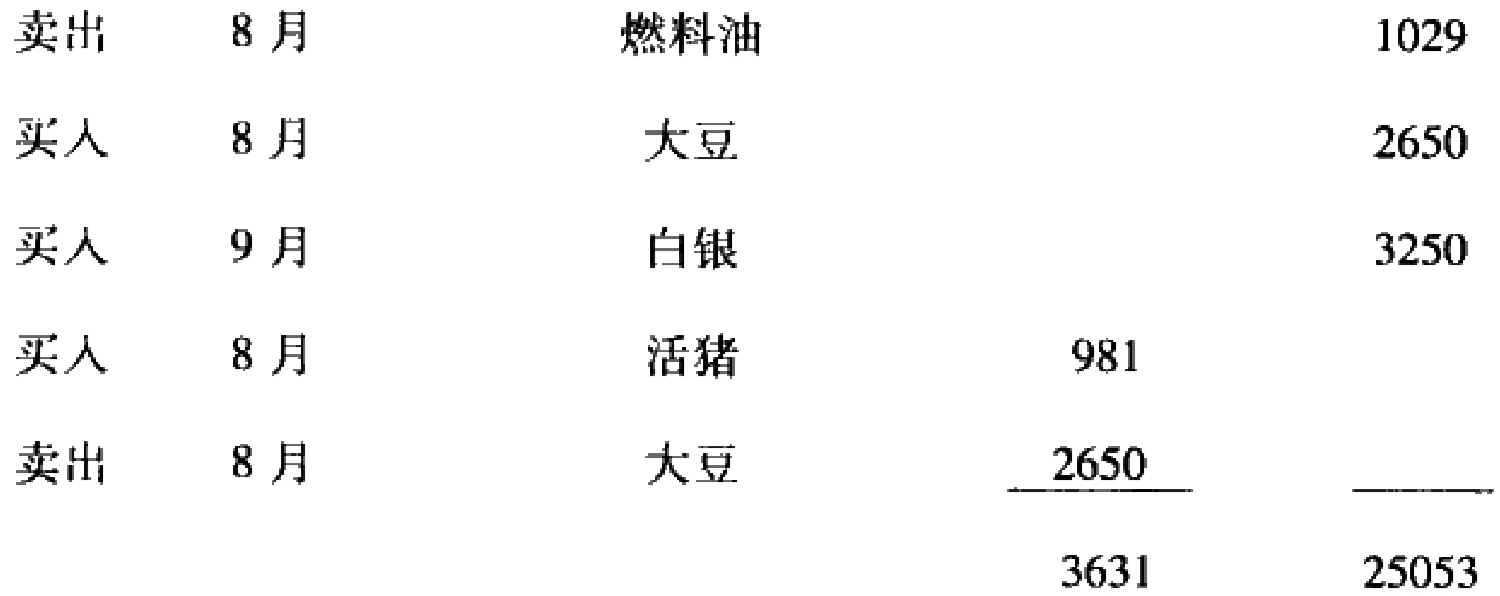 卖出 8 月 燃料油 1029
买入 8 月 大豆 2650
买入 9 月 白银 3250
买入 8 月 活猪 981
卖出 8 月 大豆 2650
3631 25053